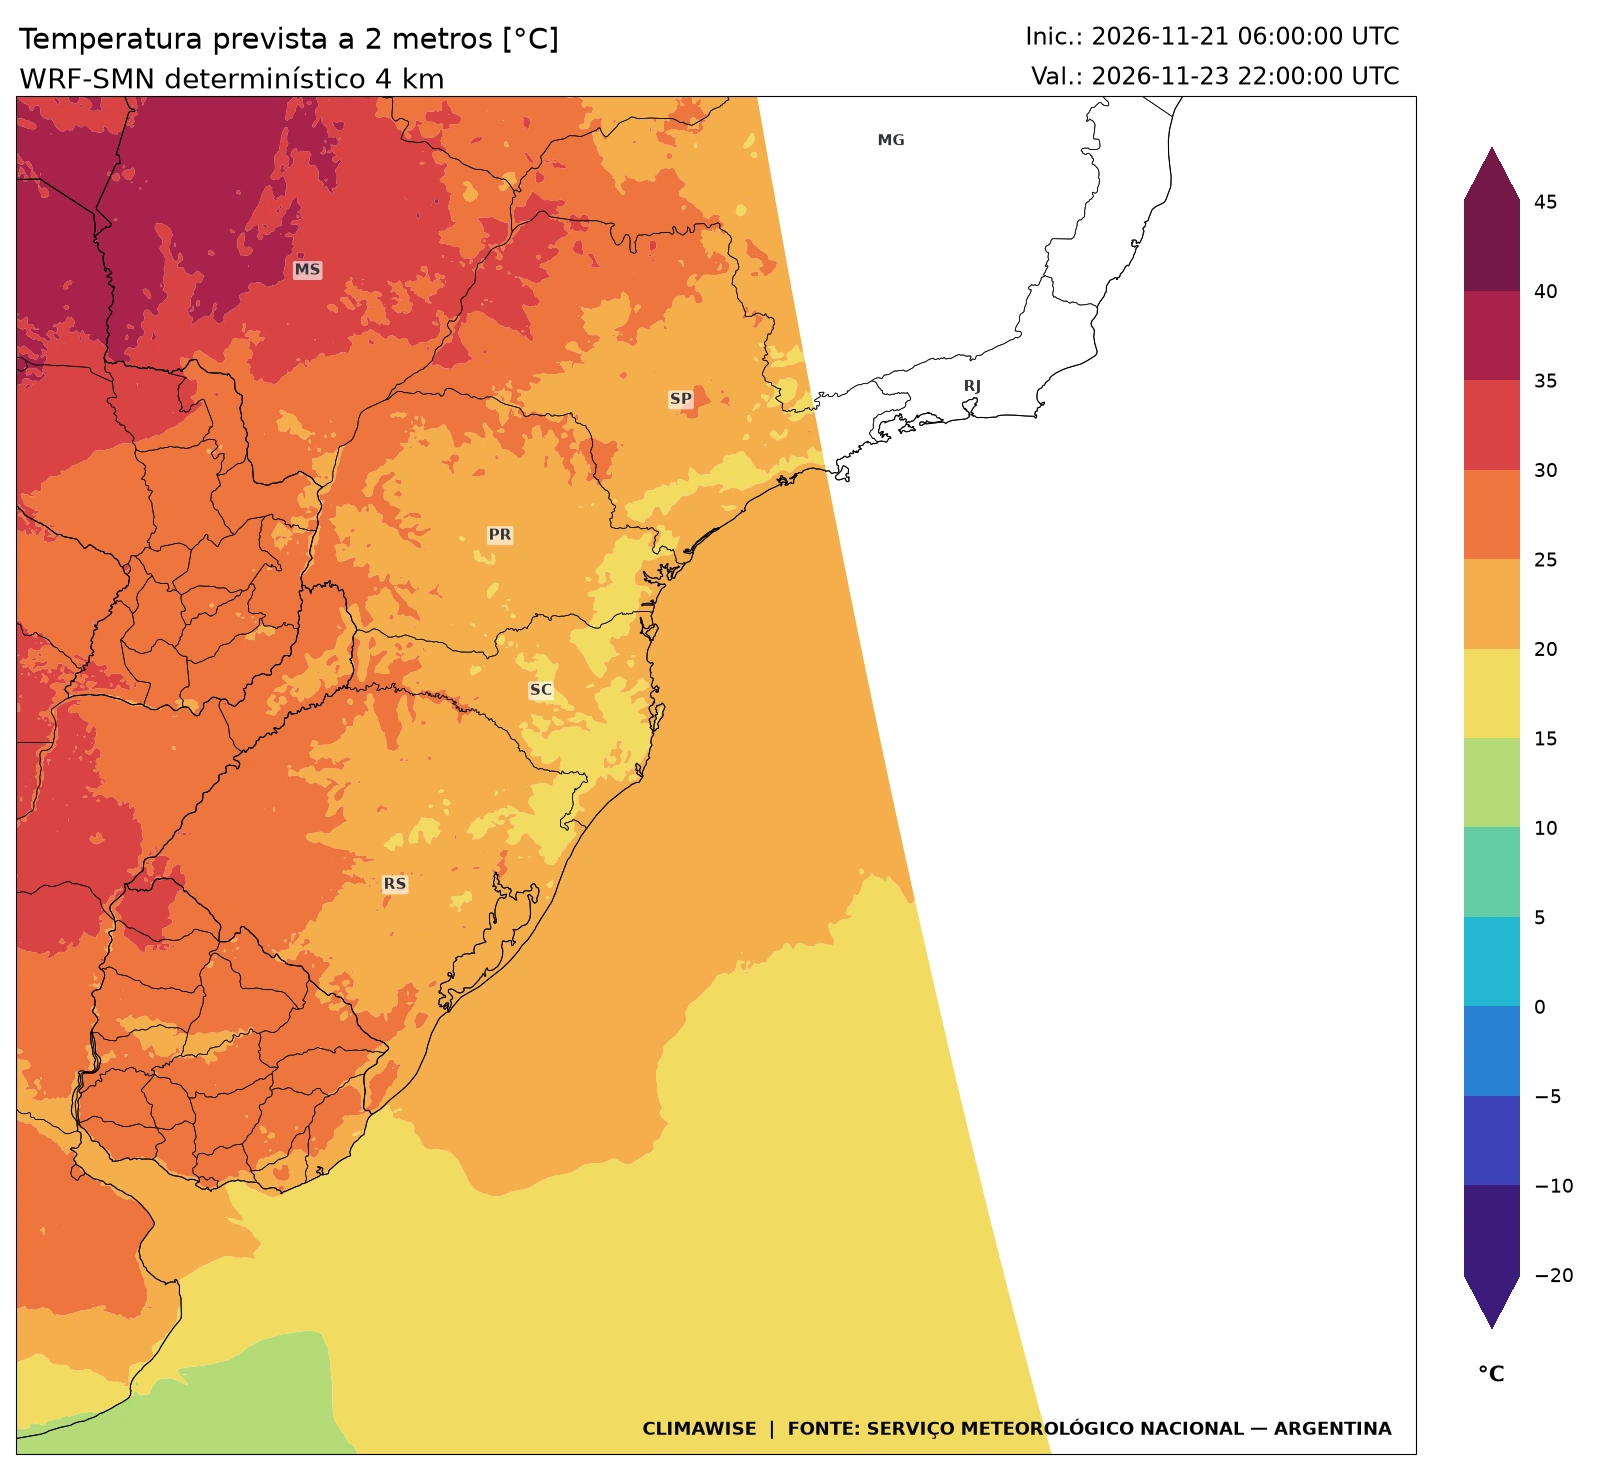 Temperatura prevista a 2 metros [°C]
WRF-SMN determinístico 4 km
Inic.: 2026-11-21 06:00:00 UTC
Val.: 2026-11-23 22:00:00 UTC
MG
MS
RJ
SP
PR
SC
RS
45
40
35
30
25
20
15
10
5
0
−5
−10
−20
°C
CLIMAWISE | FONTE: SERVIÇO METEOROLÓGICO NACIONAL — ARGENTINA